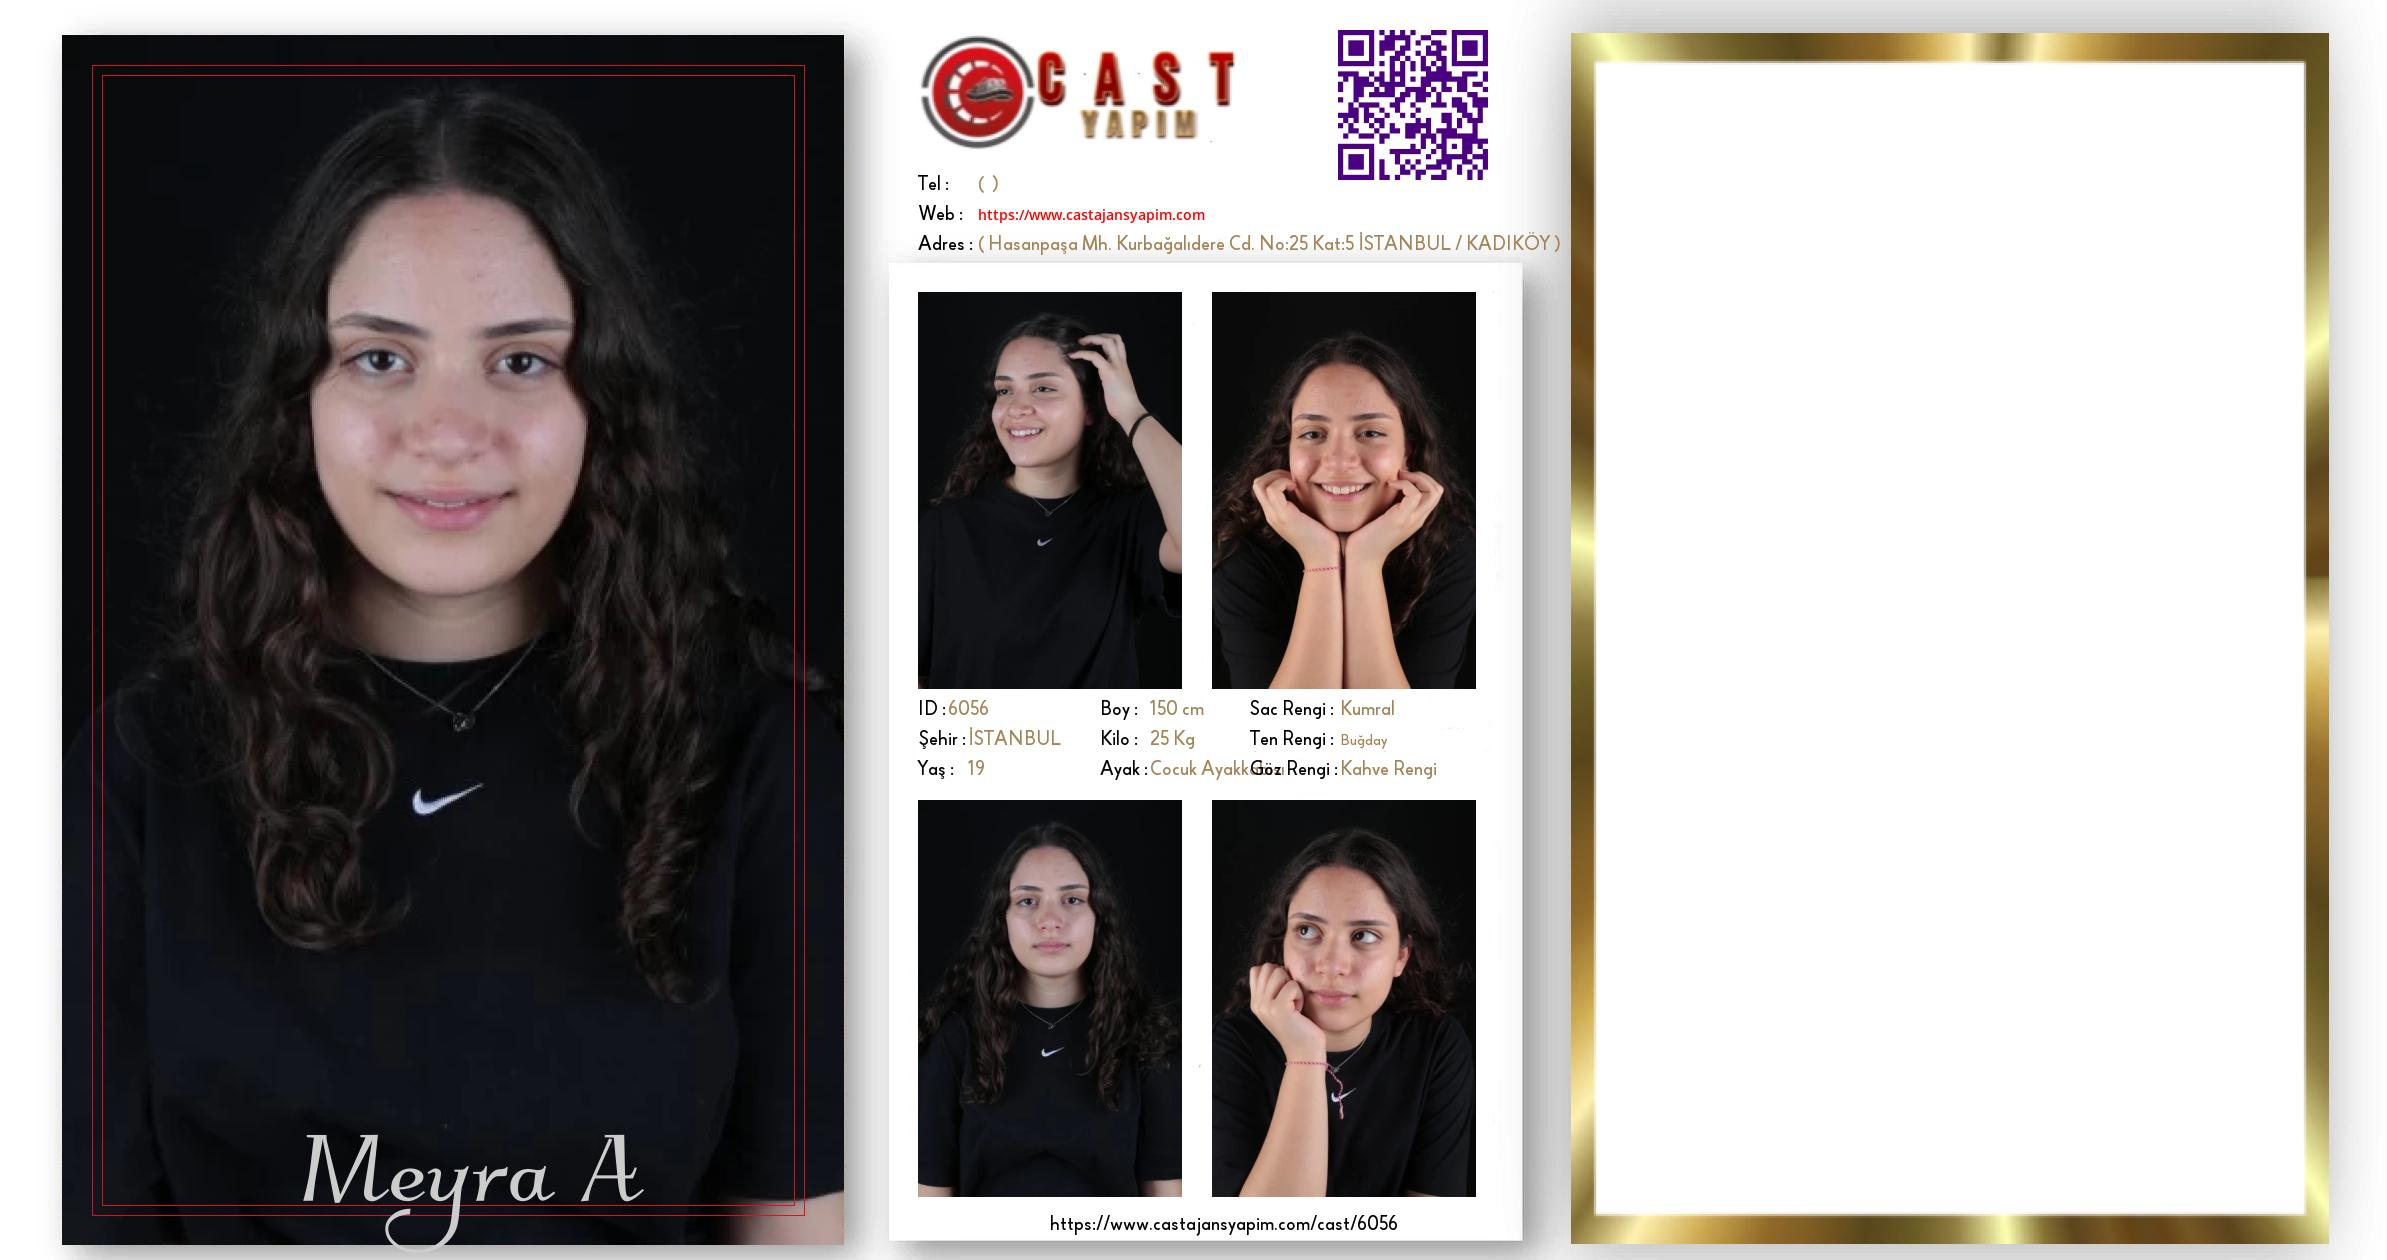 Meyra A
CAST
YAPIM
Tel : ( )
Web : https://www.castajansyapim.com
Adres : ( Hasanpaşa Mh. Kurbağalıdere Cd. No:25 Kat:5 İSTANBUL / KADIKÖY )
ID : 6056 Boy : 150 cm Sac Rengi : Kumral
Şehir : İSTANBUL Kilo : 25 Kg Ten Rengi : Buğday
Yaş : 19 Ayak : Cocuk Göz Rengi : Kahve Rengi
https://www.castajansyapim.com/cast/6056